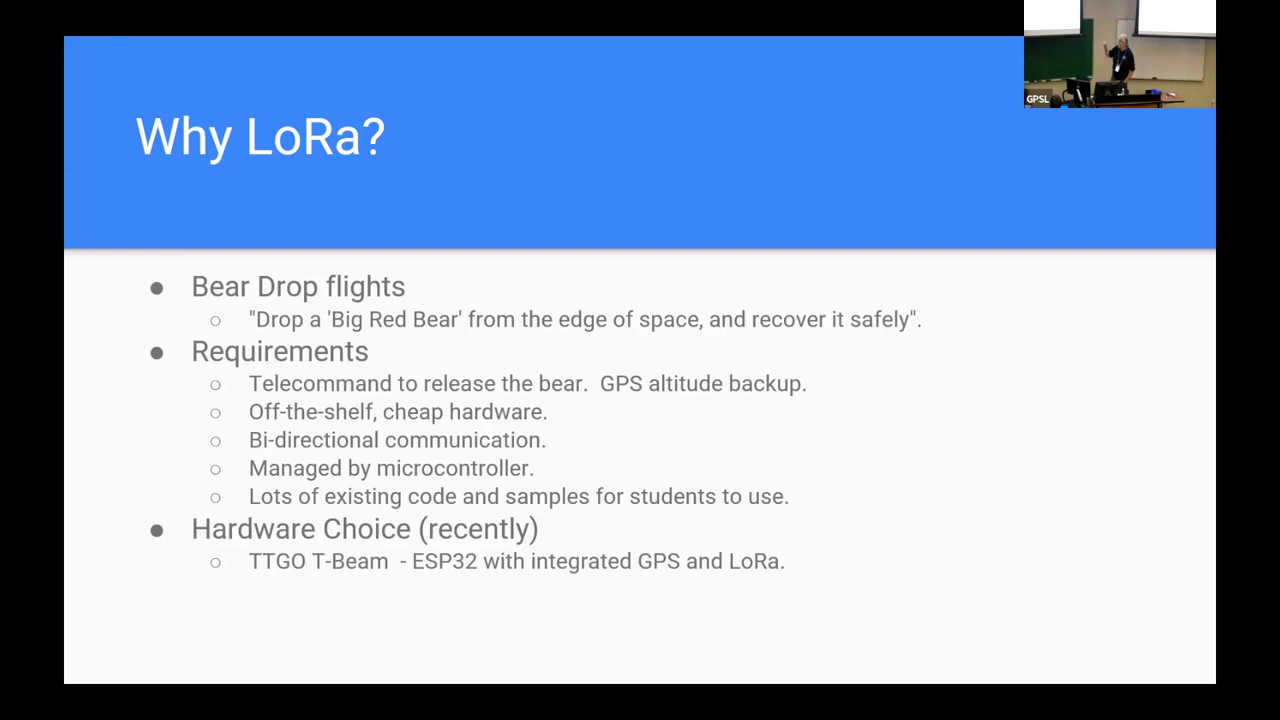 GPSL
Why LoRa?
● Bear Drop flights
○ "Drop a 'Big Red Bear' from the edge of space, and recover it safely".
● Requirements
○ Telecommand to release the bear.  GPS altitude backup.
○ Off-the-shelf, cheap hardware.
○ Bi-directional communication.
○ Managed by microcontroller.
○ Lots of existing code and samples for students to use.
● Hardware Choice (recently)
○ TTGO T-Beam  - ESP32 with integrated GPS and LoRa.